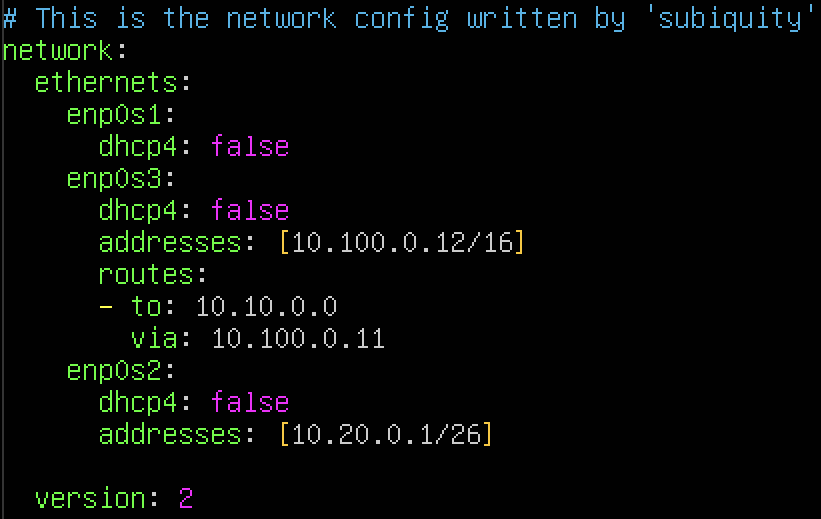 # This is the network config written by 'subiquity'
network:
  ethernets:
    enp0s1:
      dhcp4: false
    enp0s3:
      dhcp4: false
      addresses: [10.100.0.12/16]
      routes:
      - to: 10.10.0.0
        via: 10.100.0.11
    enp0s2:
      dhcp4: false
      addresses: [10.20.0.1/26]

  version: 2